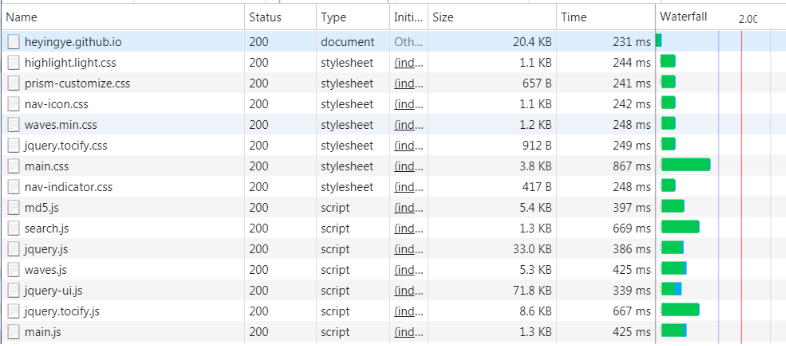 Name Status Type Initi... Size Time Waterfall 2.00
heyingye.github.io 200 document Oth... 20.4 KB 231 ms
highlight.light.css 200 stylesheet (ind... 1.1 KB 244 ms
prism-customize.css 200 stylesheet (ind... 657 B 241 ms
nav-icon.css 200 stylesheet (ind... 1.1 KB 242 ms
waves.min.css 200 stylesheet (ind... 1.2 KB 248 ms
jquery.tocify.css 200 stylesheet (ind... 912 B 249 ms
main.css 200 stylesheet (ind... 3.8 KB 867 ms
nav-indicator.css 200 stylesheet (ind... 417 B 248 ms
md5.js 200 script (ind... 5.4 KB 397 ms
search.js 200 script (ind... 1.3 KB 669 ms
jquery.js 200 script (ind... 33.0 KB 386 ms
waves.js 200 script (ind... 5.3 KB 425 ms
jquery-ui.js 200 script (ind... 71.8 KB 339 ms
jquery.tocify.js 200 script (ind... 8.6 KB 667 ms
main.js 200 script (ind... 1.3 KB 425 ms